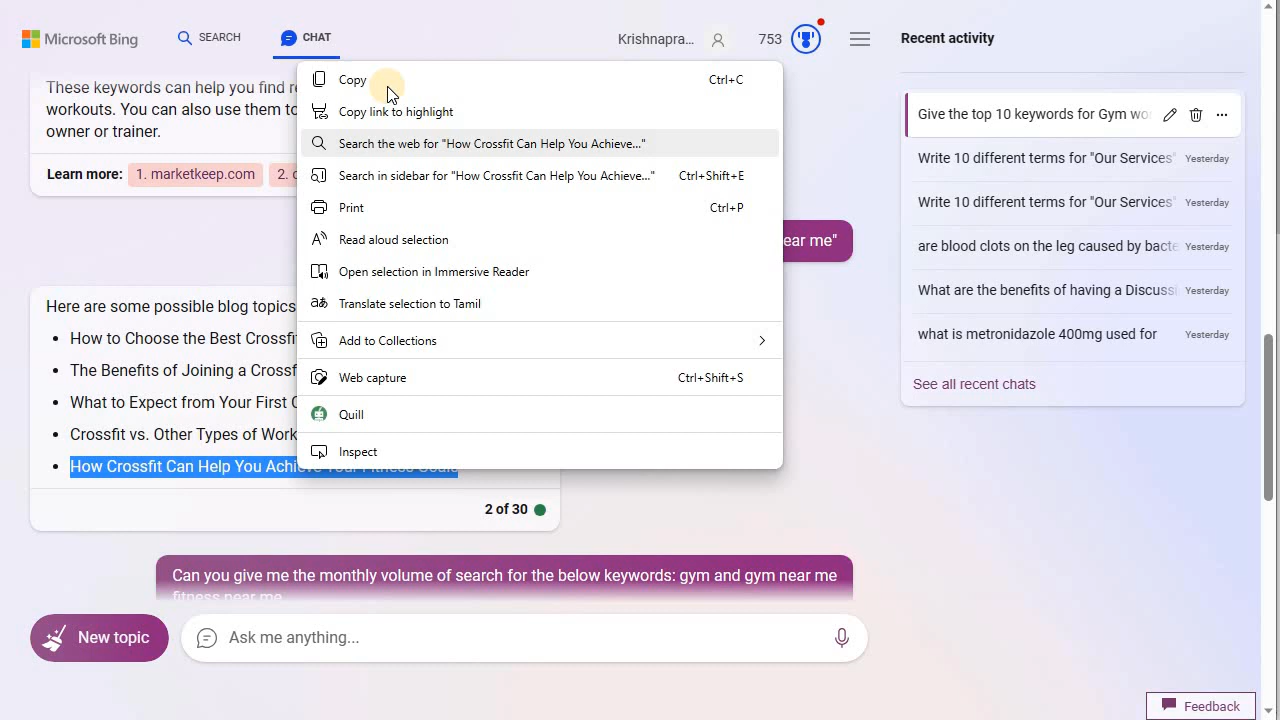 Microsoft Bing
SEARCH
CHAT
Krishnapra...
753
Recent activity
These keywords can help you find re
workouts. You can also use them to
owner or trainer.
Learn more: 1. marketkeep.com 2.
Copy Ctrl+C
Copy link to highlight
Search the web for "How Crossfit Can Help You Achieve..."
Search in sidebar for "How Crossfit Can Help You Achieve..." Ctrl+Shift+E
Print Ctrl+P
Read aloud selection
Open selection in Immersive Reader
Translate selection to Tamil
Add to Collections
Web capture Ctrl+Shift+S
Quill
Inspect
ear me"
Here are some possible blog topics
• How to Choose the Best Crossfi
• The Benefits of Joining a Crossf
• What to Expect from Your First
• Crossfit vs. Other Types of Work
• How Crossfit Can Help You Achieve Your Fitness Goals
2 of 30
Can you give me the monthly volume of search for the below keywords: gym and gym near me
fitness near me
New topic
Ask me anything...
Give the top 10 keywords for Gym wo
Write 10 different terms for "Our Services" Yesterday
Write 10 different terms for "Our Services" Yesterday
are blood clots on the leg caused by bacte Yesterday
What are the benefits of having a Discussi Yesterday
what is metronidazole 400mg used for Yesterday
See all recent chats
Feedback